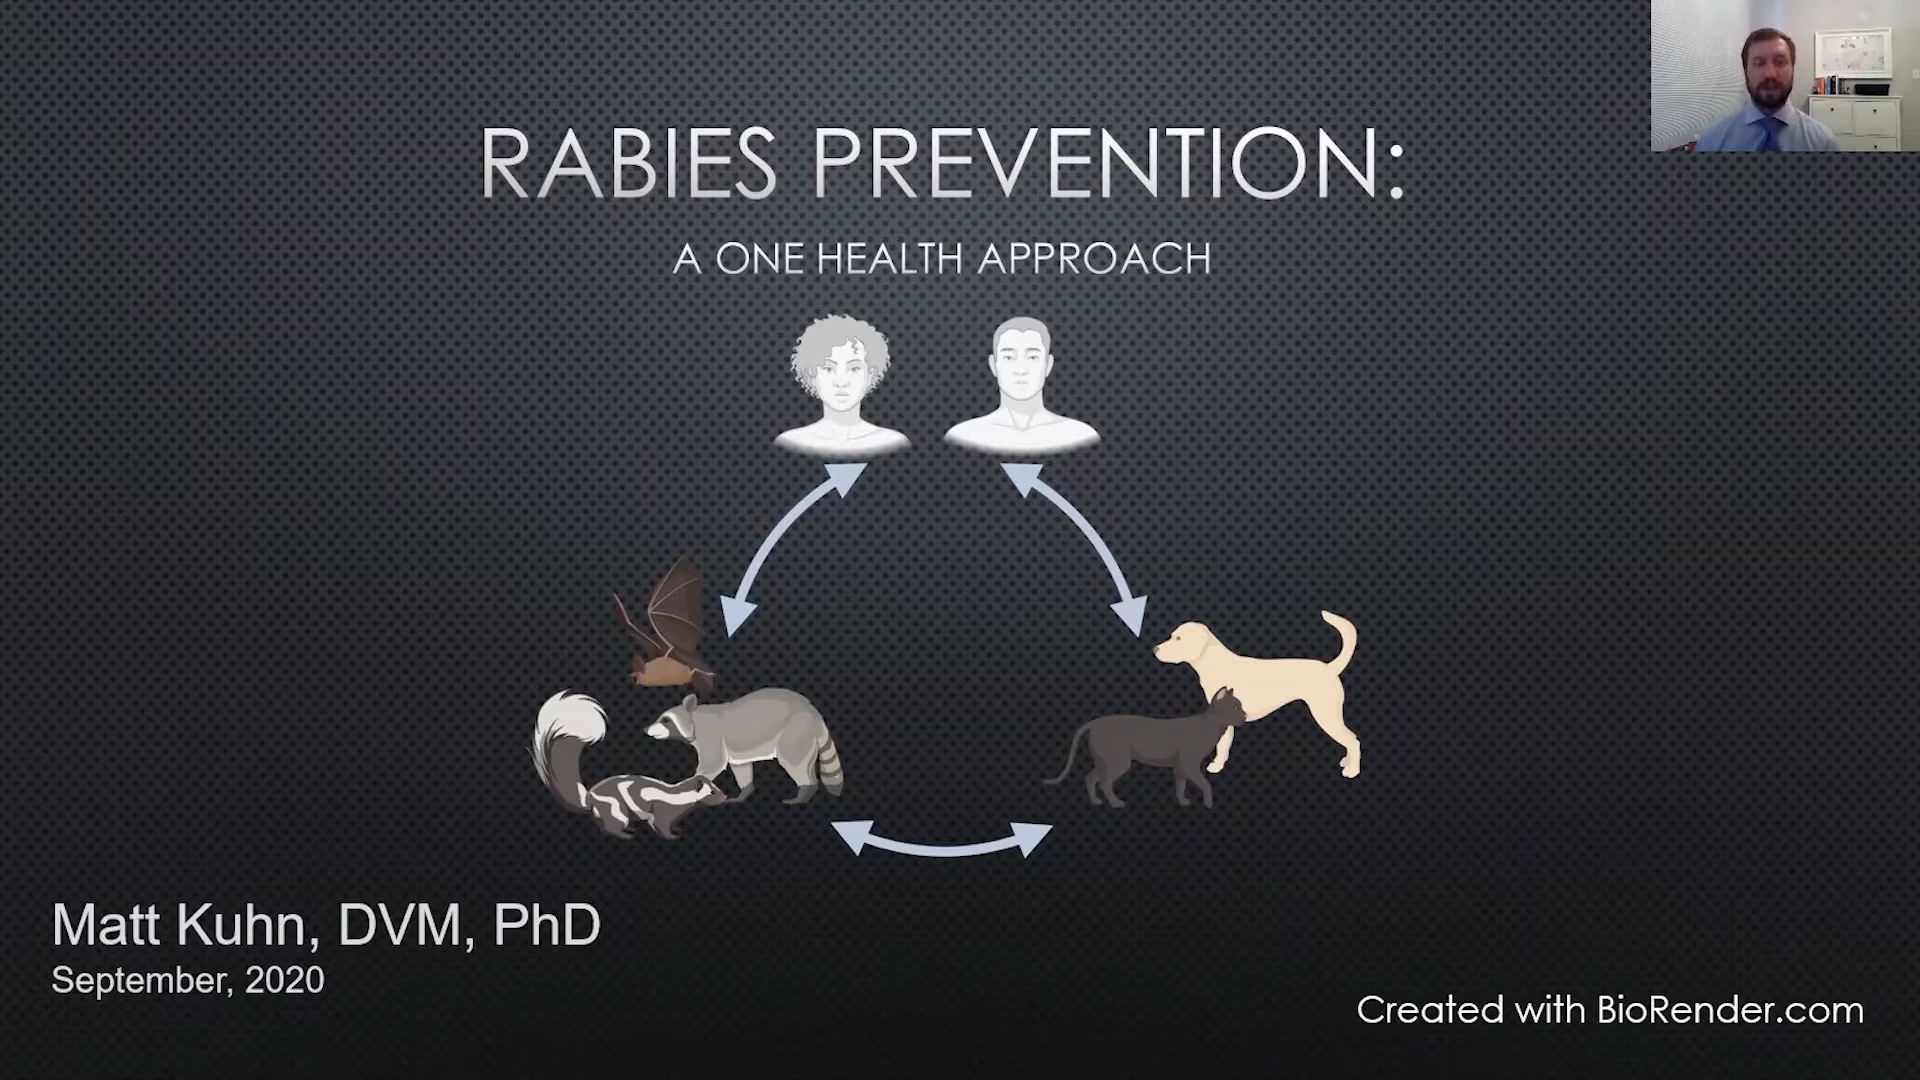 RABIES PREVENTION:
A ONE HEALTH APPROACH
Matt Kuhn, DVM, PhD
September, 2020
Created with BioRender.com